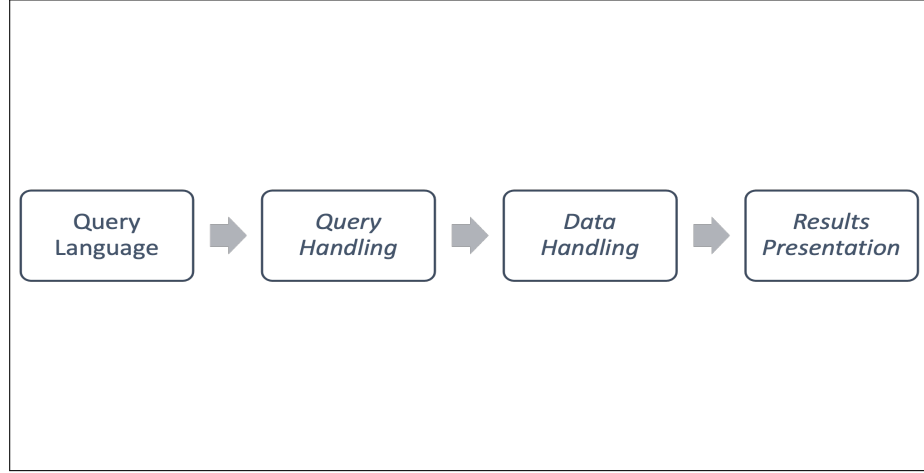 Query
Language
Query
Handling
Data
Handling
Results
Presentation